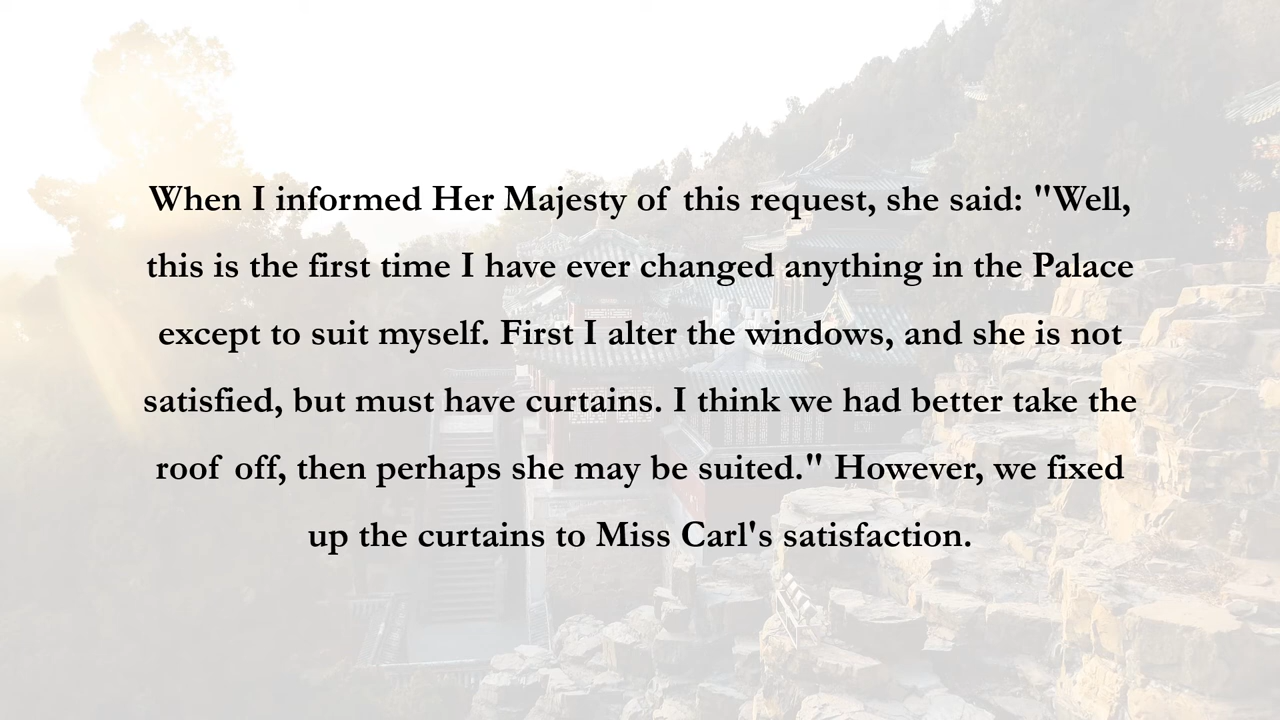 When I informed Her Majesty of this request, she said: "Well,
this is the first time I have ever changed anything in the Palace
except to suit myself. First I alter the windows, and she is not
satisfied, but must have curtains. I think we had better take the
roof off, then perhaps she may be suited." However, we fixed
up the curtains to Miss Carl's satisfaction.